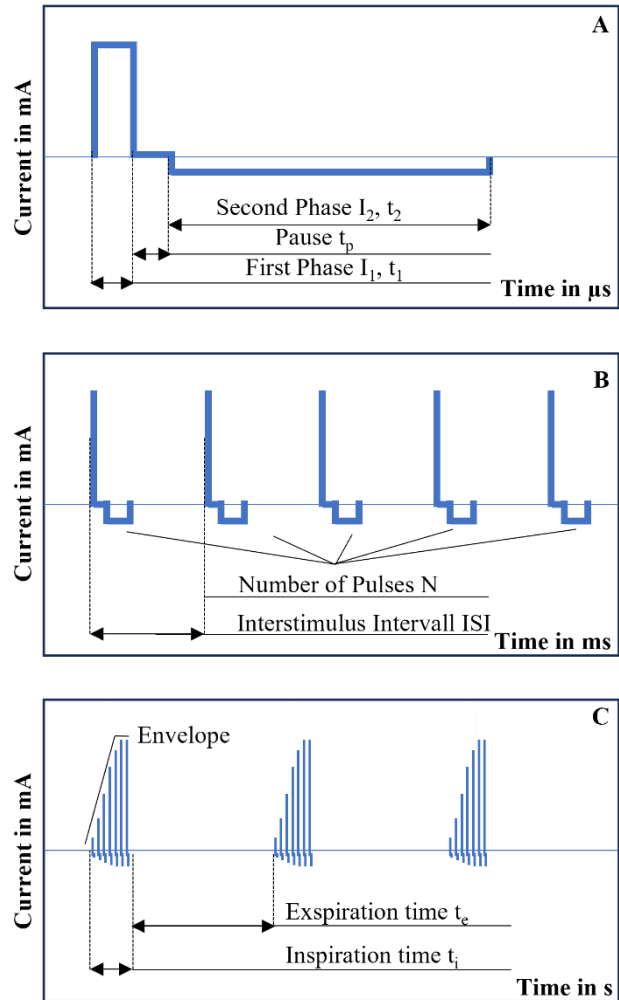 A
Current in mA
Second Phase I₂, t₂
Pause tₚ
First Phase I₁, t₁
Time in µs
B
Current in mA
Number of Pulses N
Interstimulus Intervall ISI
Time in ms
C
Envelope
Current in mA
Exspiration time tₑ
Inspiration time tᵢ
Time in s